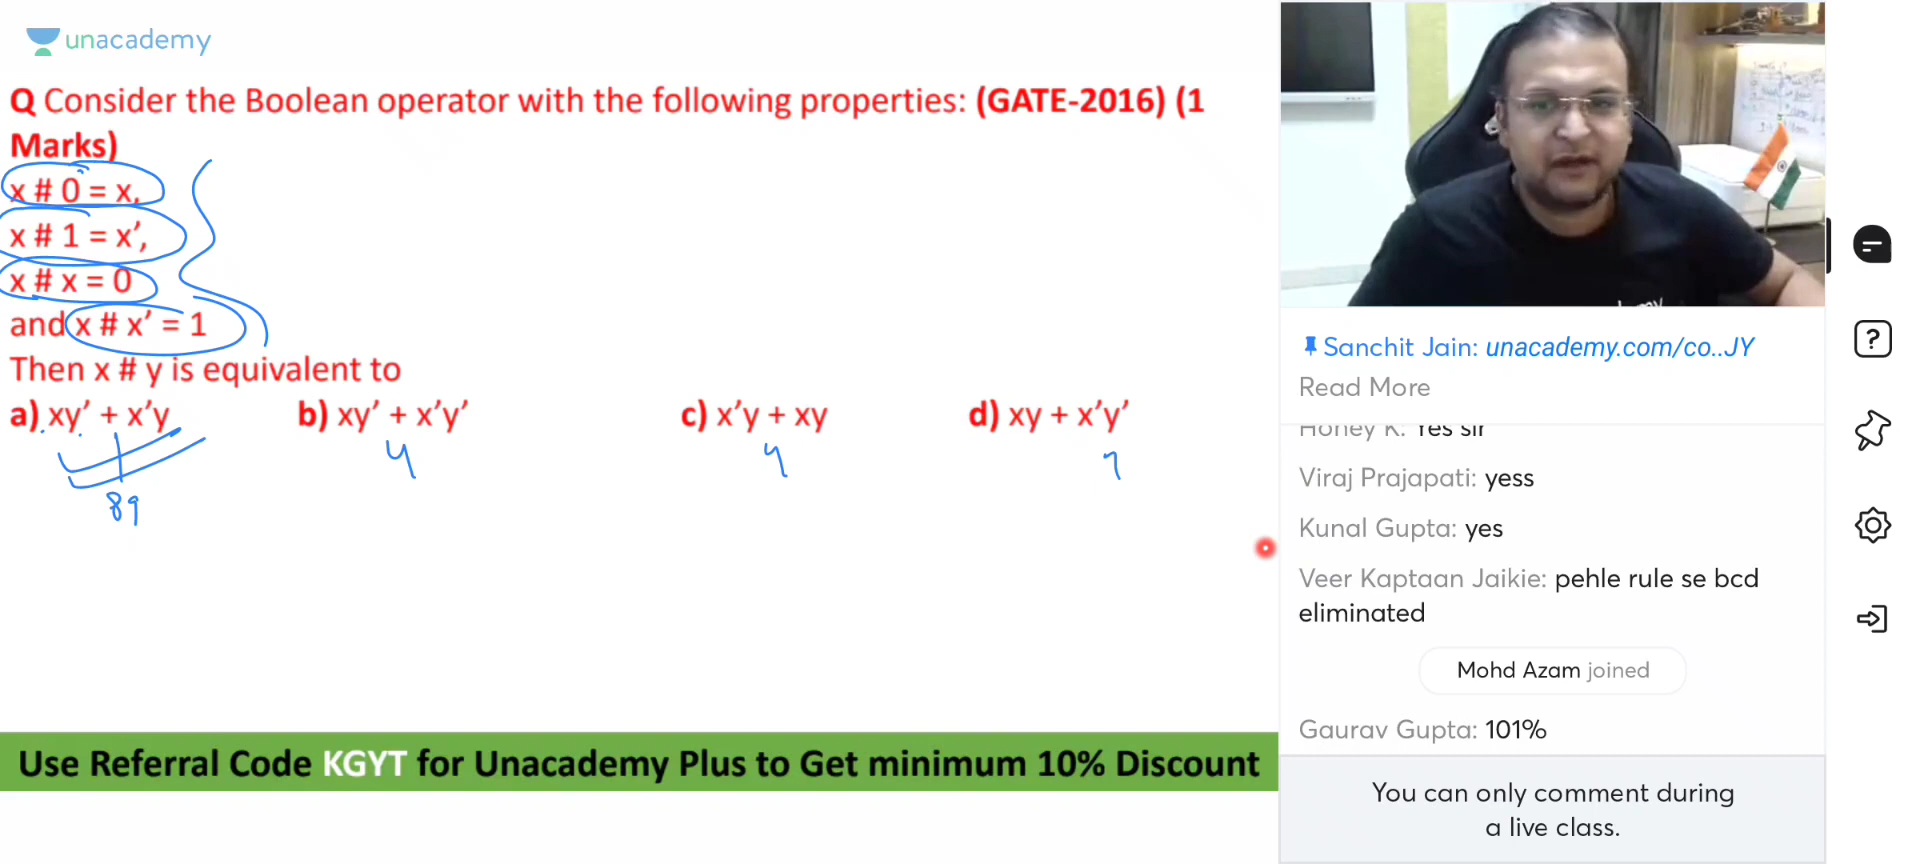 unacademy
Q Consider the Boolean operator with the following properties: (GATE-2016) (1
Marks)
x # 0 = x,
x # 1 = x′,
x # x = 0
and x # x′ = 1
Then x # y is equivalent to
a) xy′ + x′y
b) xy′ + x′y′
c) x′y + xy
d) xy + x′y′
89
Use Referral Code KGYT for Unacademy Plus to Get minimum 10% Discount
Sanchit Jain: unacademy.com/co..JY
Read More
Honey K: Yes sir
Viraj Prajapati: yess
Kunal Gupta: yes
Veer Kaptaan Jaikie: pehle rule se bcd
eliminated
Mohd Azam joined
Gaurav Gupta: 101%
You can only comment during
a live class.